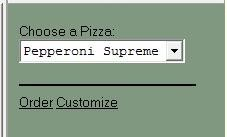 Choose a Pizza:
Pepperoni Supreme
Order Customize